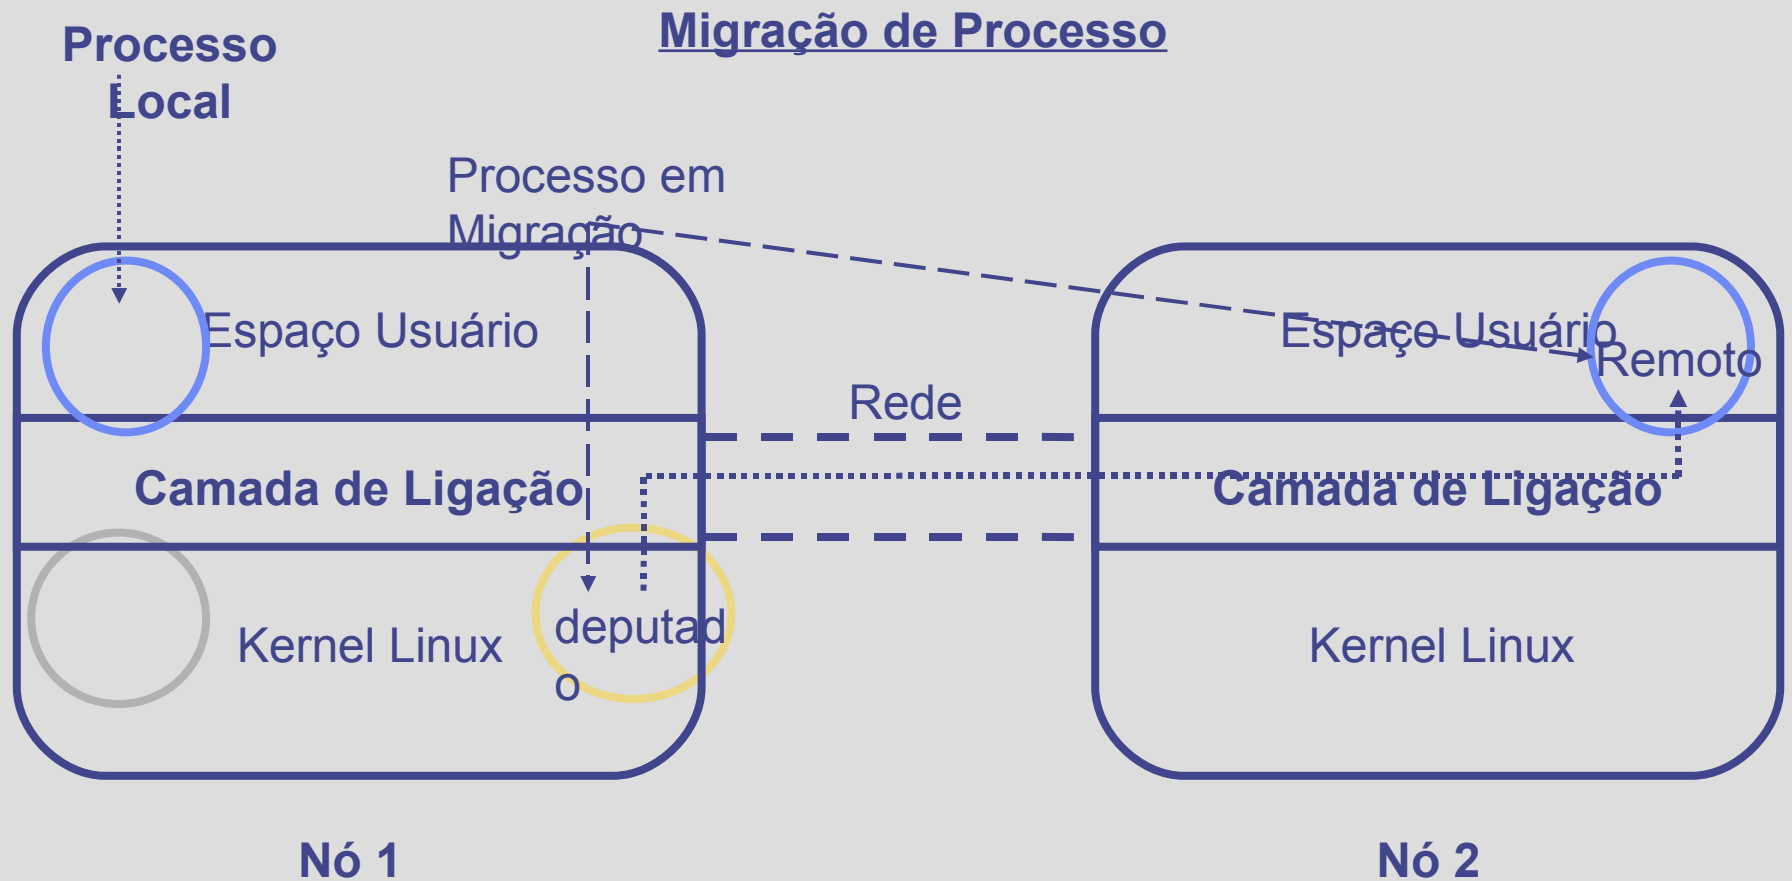 Migração de Processo
Processo
Local
Processo em
Migração
Espaço Usuário
Espaço Usuário
Remoto
Rede
Camada de Ligação
Camada de Ligação
deputad
o
Kernel Linux
Kernel Linux
Nó 1
Nó 2